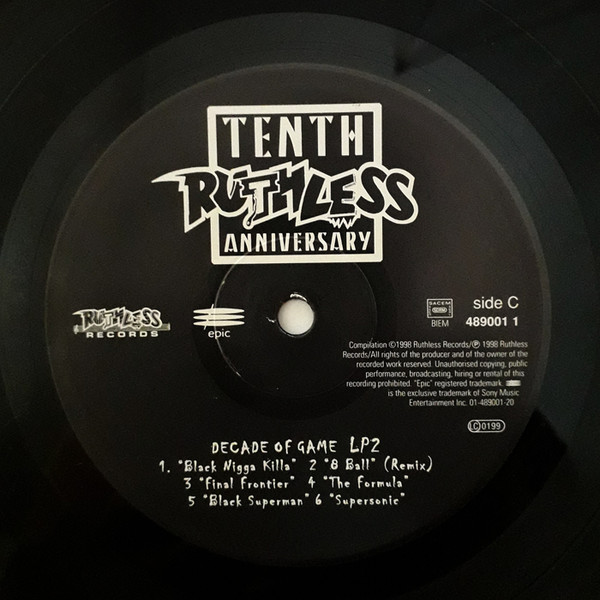 TENTH
RUTHLESS
ANNIVERSARY
RUTHLESS
RECORDS
epic
SACEM
BIEM
side C
489001 1
Compilation ©1998 Ruthless Records/℗ 1998 Ruthless
Records/All rights of the producer and of the owner of the
recorded work reserved. Unauthorised copying, public
performance, broadcasting, hiring or rental of this
recording prohibited. "Epic" registered trademark.
is the exclusive trademark of Sony Music
Entertainment Inc. 01-489001-20
LC 0199
DECADE OF GAME LP2
1. "Black Nigga Killa" 2 "8 Ball" (Remix)
3 "Final Frontier" 4 "The Formula"
5 "Black Superman" 6 "Supersonic"